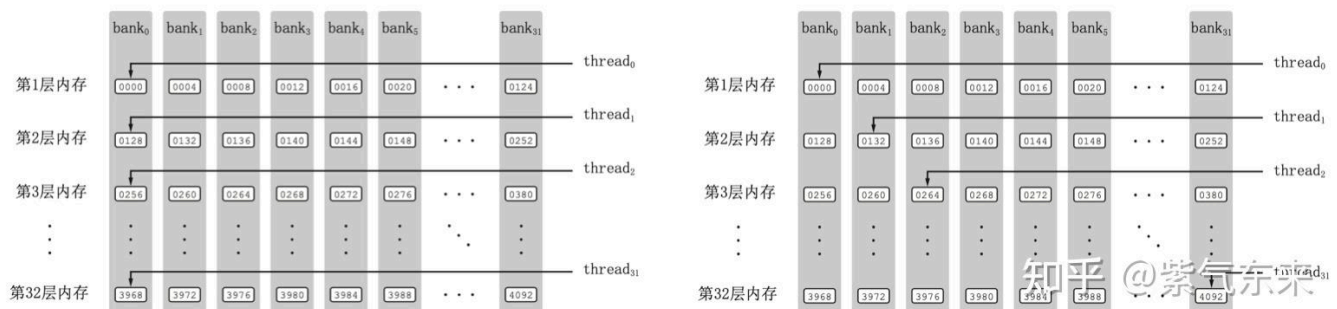 bank₀ bank₁ bank₂ bank₃ bank₄ bank₅ bank₃₁
thread₀
第1层内存 0000 0004 0008 0012 0016 0020 ··· 0124
thread₁
第2层内存 0128 0132 0136 0140 0144 0148 ··· 0252
thread₂
第3层内存 0256 0260 0264 0268 0272 0276 ··· 0380
thread₃₁
第32层内存 3968 3972 3976 3980 3984 3988 ··· 4092
bank₀ bank₁ bank₂ bank₃ bank₄ bank₅ bank₃₁
thread₀
第1层内存 0000 0004 0008 0012 0016 0020 ··· 0124
thread₁
第2层内存 0128 0132 0136 0140 0144 0148 ··· 0252
thread₂
第3层内存 0256 0260 0264 0268 0272 0276 ··· 0380
thread₃₁
第32层内存 3968 3972 3976 3980 3984 3988 ··· 4092
知乎 @紫气东来